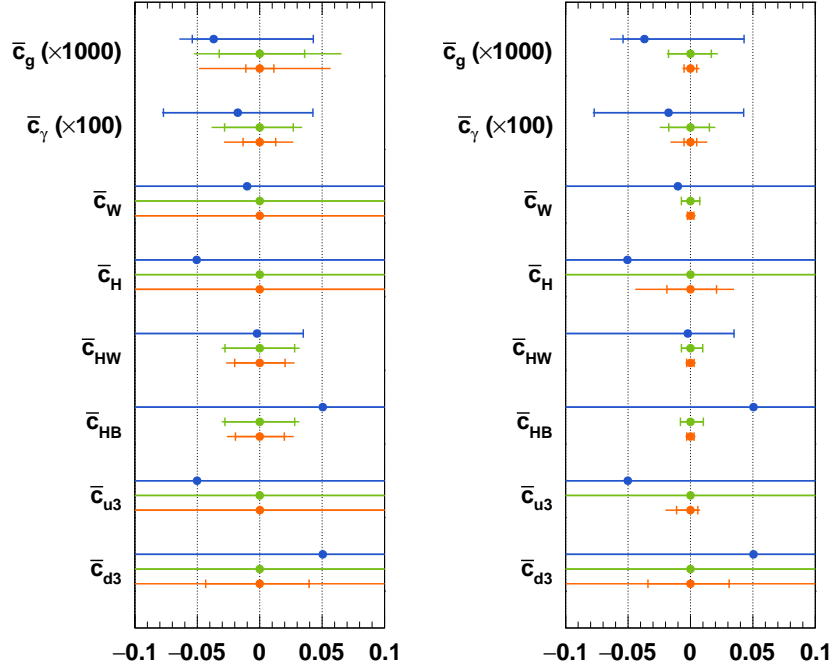 c̅g (×1000) c̅g (×1000)
c̅γ (×100) c̅γ (×100)
c̅W c̅W
c̅H c̅H
c̅HW c̅HW
c̅HB c̅HB
c̅u3 c̅u3
c̅d3 c̅d3
−0.1 −0.05 0 0.05 0.1 −0.1 −0.05 0 0.05 0.1